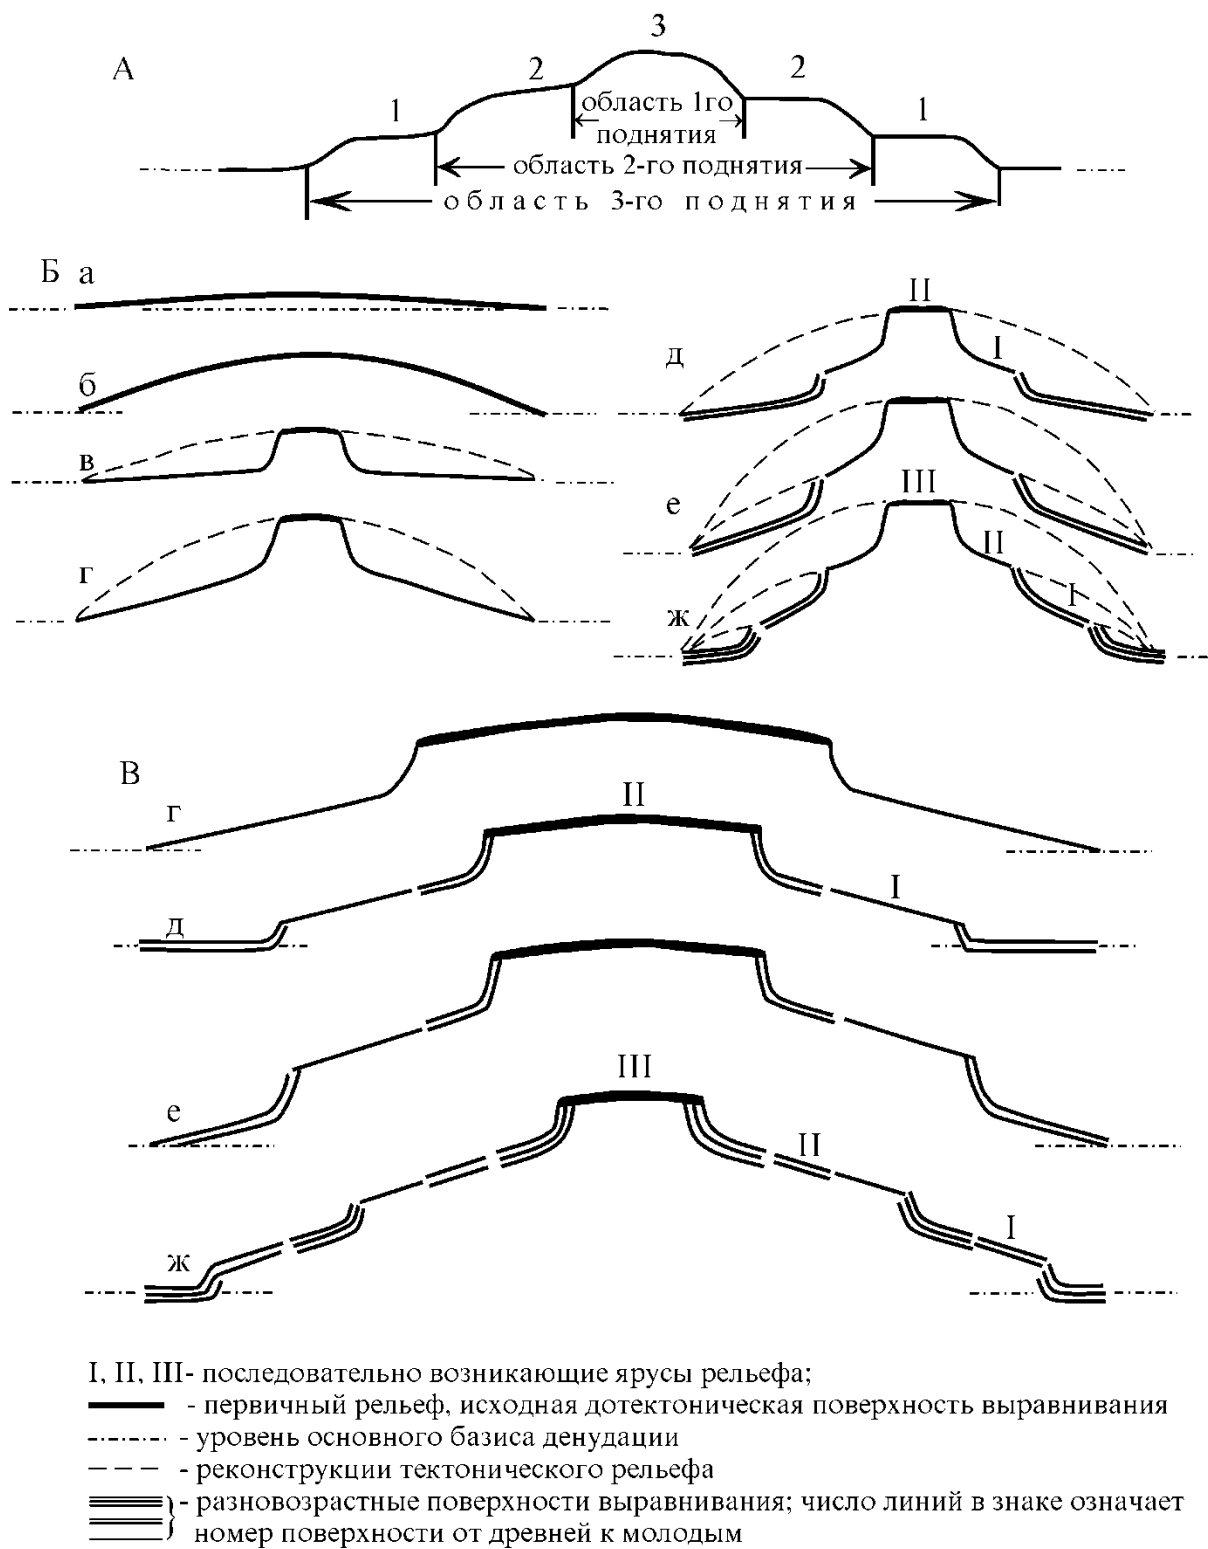 3
А
2
2
1
область 1го
1
поднятия
область 2-го поднятия
область 3-го поднятия
Б а
II
д
I
б
в
е
III
г
II
ж
I
В
г
II
I
д
е
III
II
I
ж
I, II, III- последовательно возникающие ярусы рельефа;
- первичный рельеф, исходная дотектоническая поверхность выравнивания
- уровень основного базиса денудации
- реконструкции тектонического рельефа
- разновозрастные поверхности выравнивания; число линий в знаке означает
номер поверхности от древней к молодым